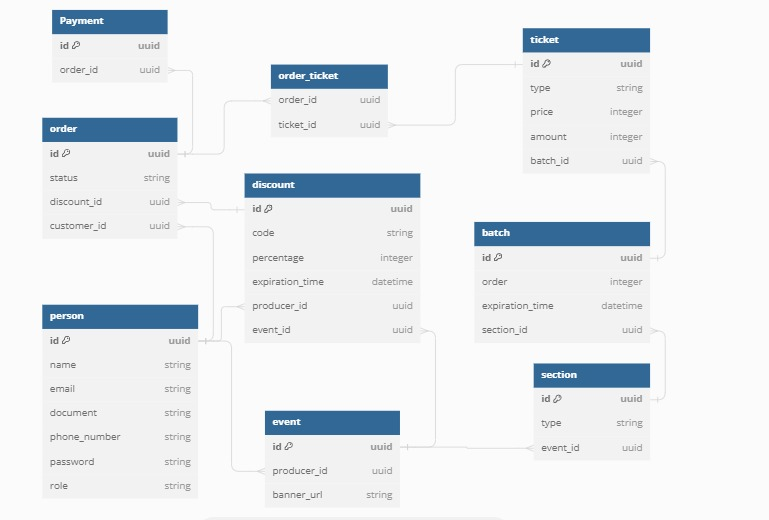 Payment
id uuid
order_id uuid
order
id uuid
status string
discount_id uuid
customer_id uuid
person
id uuid
name string
email string
document string
phone_number string
password string
role string
order_ticket
order_id uuid
ticket_id uuid
discount
id uuid
code string
percentage integer
expiration_time datetime
producer_id uuid
event_id uuid
event
id uuid
producer_id uuid
banner_url string
ticket
id uuid
type string
price integer
amount integer
batch_id uuid
batch
id uuid
order integer
expiration_time datetime
section_id uuid
section
id uuid
type string
event_id uuid